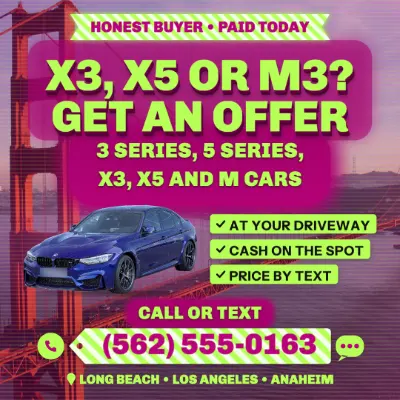 HONEST BUYER • PAID TODAY
X3, X5 OR M3?
GET AN OFFER
3 SERIES, 5 SERIES,
X3, X5 AND M CARS
AT YOUR DRIVEWAY
CASH ON THE SPOT
PRICE BY TEXT
CALL OR TEXT
(562) 555-0163
LONG BEACH • LOS ANGELES • ANAHEIM